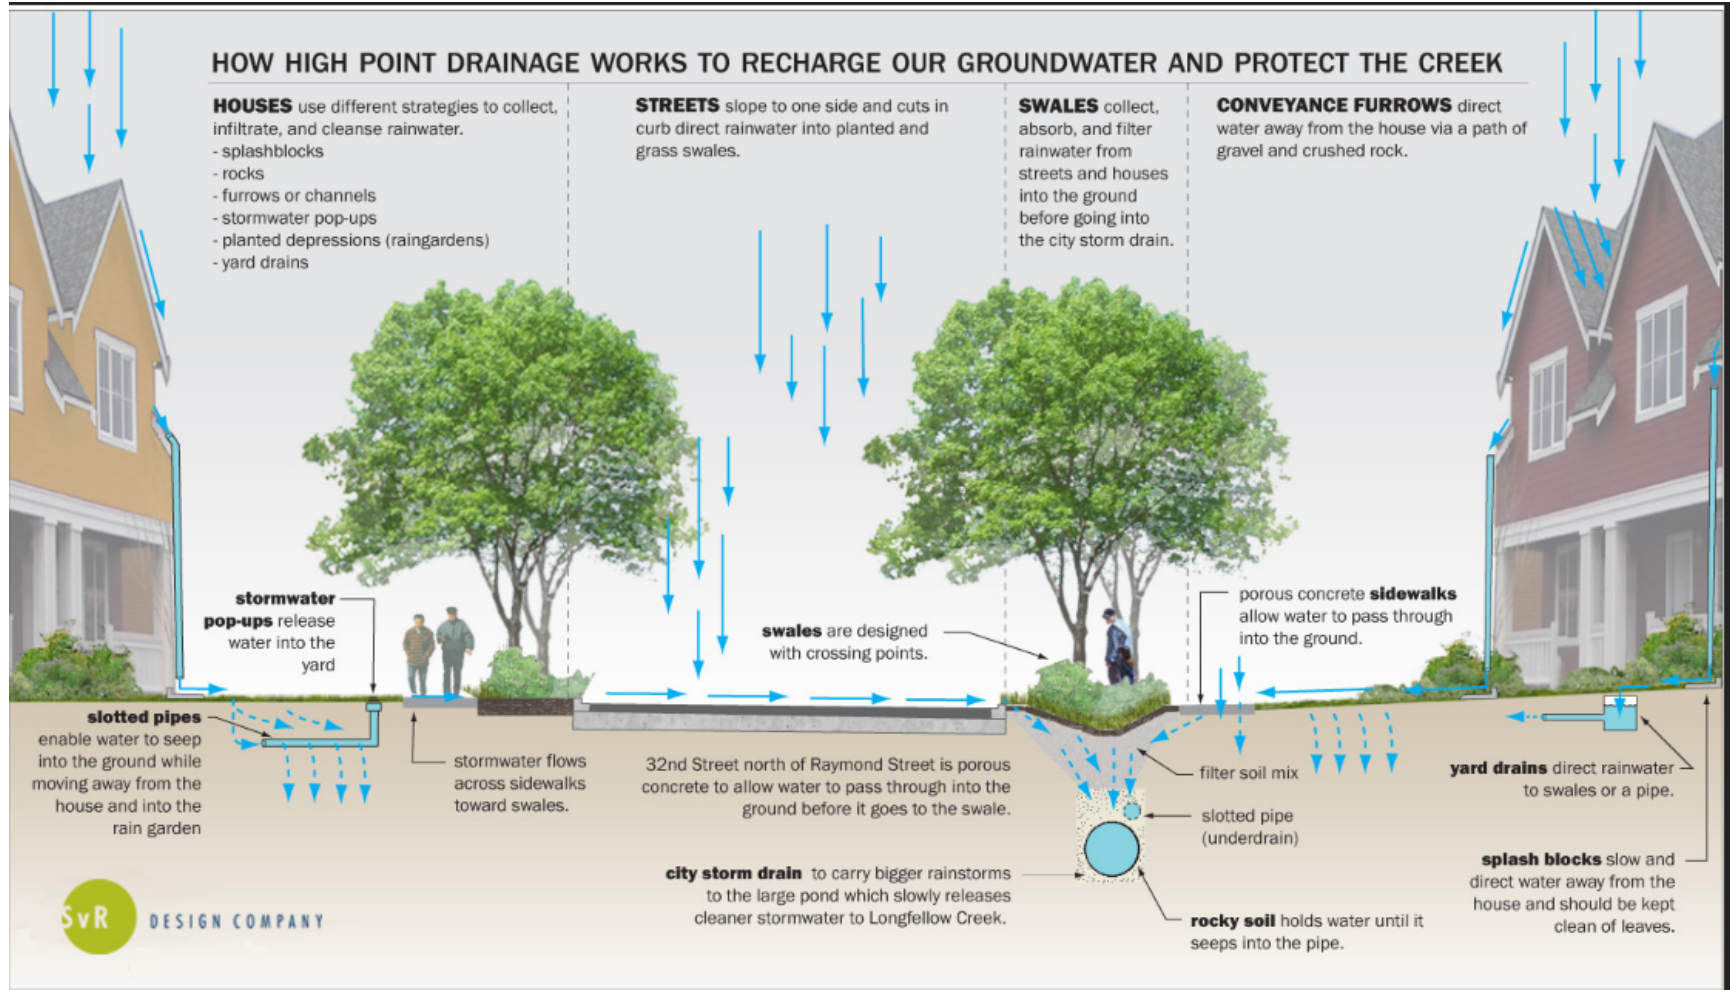 HOW HIGH POINT DRAINAGE WORKS TO RECHARGE OUR GROUNDWATER AND PROTECT THE CREEK
HOUSES use different strategies to collect,
infiltrate, and cleanse rainwater.
- splashblocks
- rocks
- furrows or channels
- stormwater pop-ups
- planted depressions (raingardens)
- yard drains
STREETS slope to one side and cuts in
curb direct rainwater into planted and
grass swales.
SWALES collect,
absorb, and filter
rainwater from
streets and houses
into the ground
before going into
the city storm drain.
CONVEYANCE FURROWS direct
water away from the house via a path of
gravel and crushed rock.
stormwater
pop-ups release
water into the
yard
swales are designed
with crossing points.
porous concrete sidewalks
allow water to pass through
into the ground.
slotted pipes
enable water to seep
into the ground while
moving away from the
house and into the
rain garden
stormwater flows
across sidewalks
toward swales.
32nd Street north of Raymond Street is porous
concrete to allow water to pass through into the
ground before it goes to the swale.
filter soil mix
slotted pipe
(underdrain)
yard drains direct rainwater
to swales or a pipe.
city storm drain to carry bigger rainstorms
to the large pond which slowly releases
cleaner stormwater to Longfellow Creek.
rocky soil holds water until it
seeps into the pipe.
splash blocks slow and
direct water away from the
house and should be kept
clean of leaves.
SvR DESIGN COMPANY